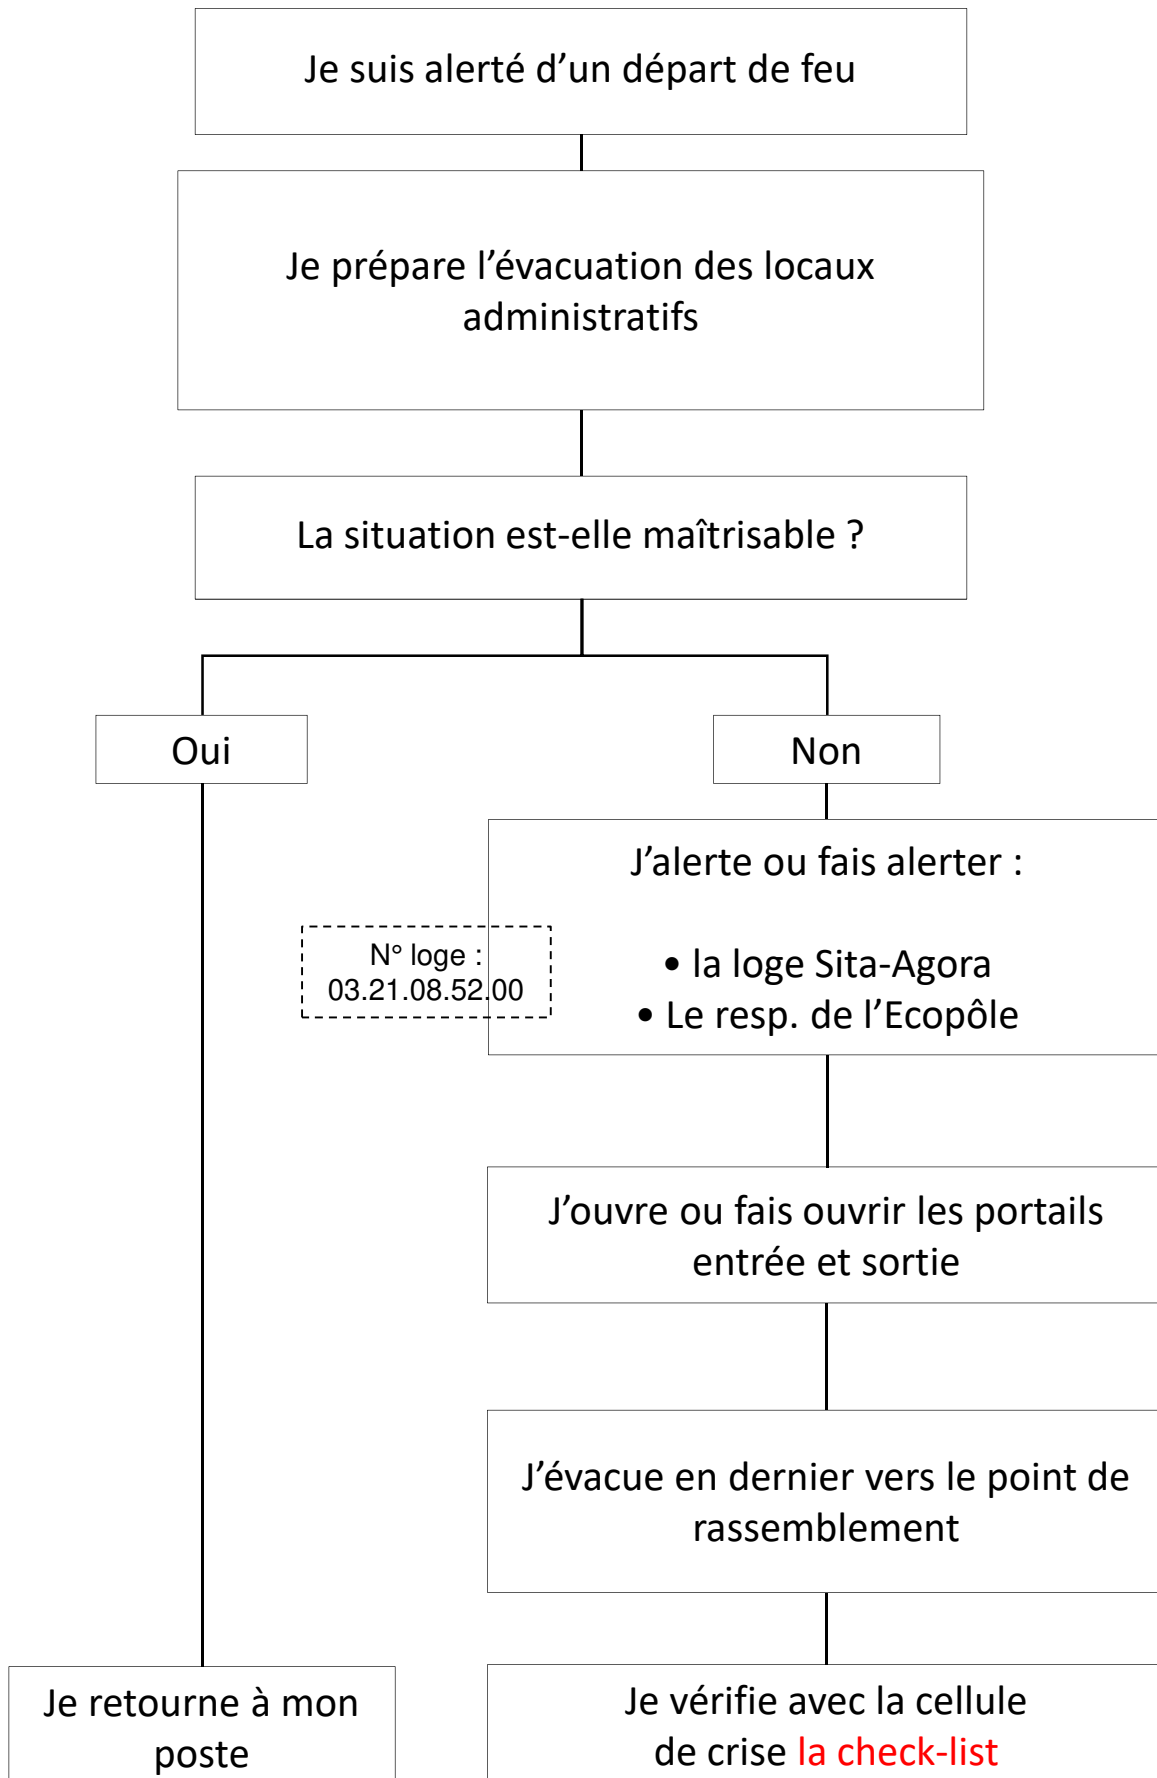 Je suis alerté d’un départ de feu
Je prépare l’évacuation des locaux
administratifs
La situation est-elle maîtrisable ?
Oui
Non
J’alerte ou fais alerter :
• la loge Sita-Agora
• Le resp. de l’Ecopôle
N° loge :
03.21.08.52.00
J’ouvre ou fais ouvrir les portails
entrée et sortie
J’évacue en dernier vers le point de
rassemblement
Je retourne à mon
poste
Je vérifie avec la cellule
de crise la check-list